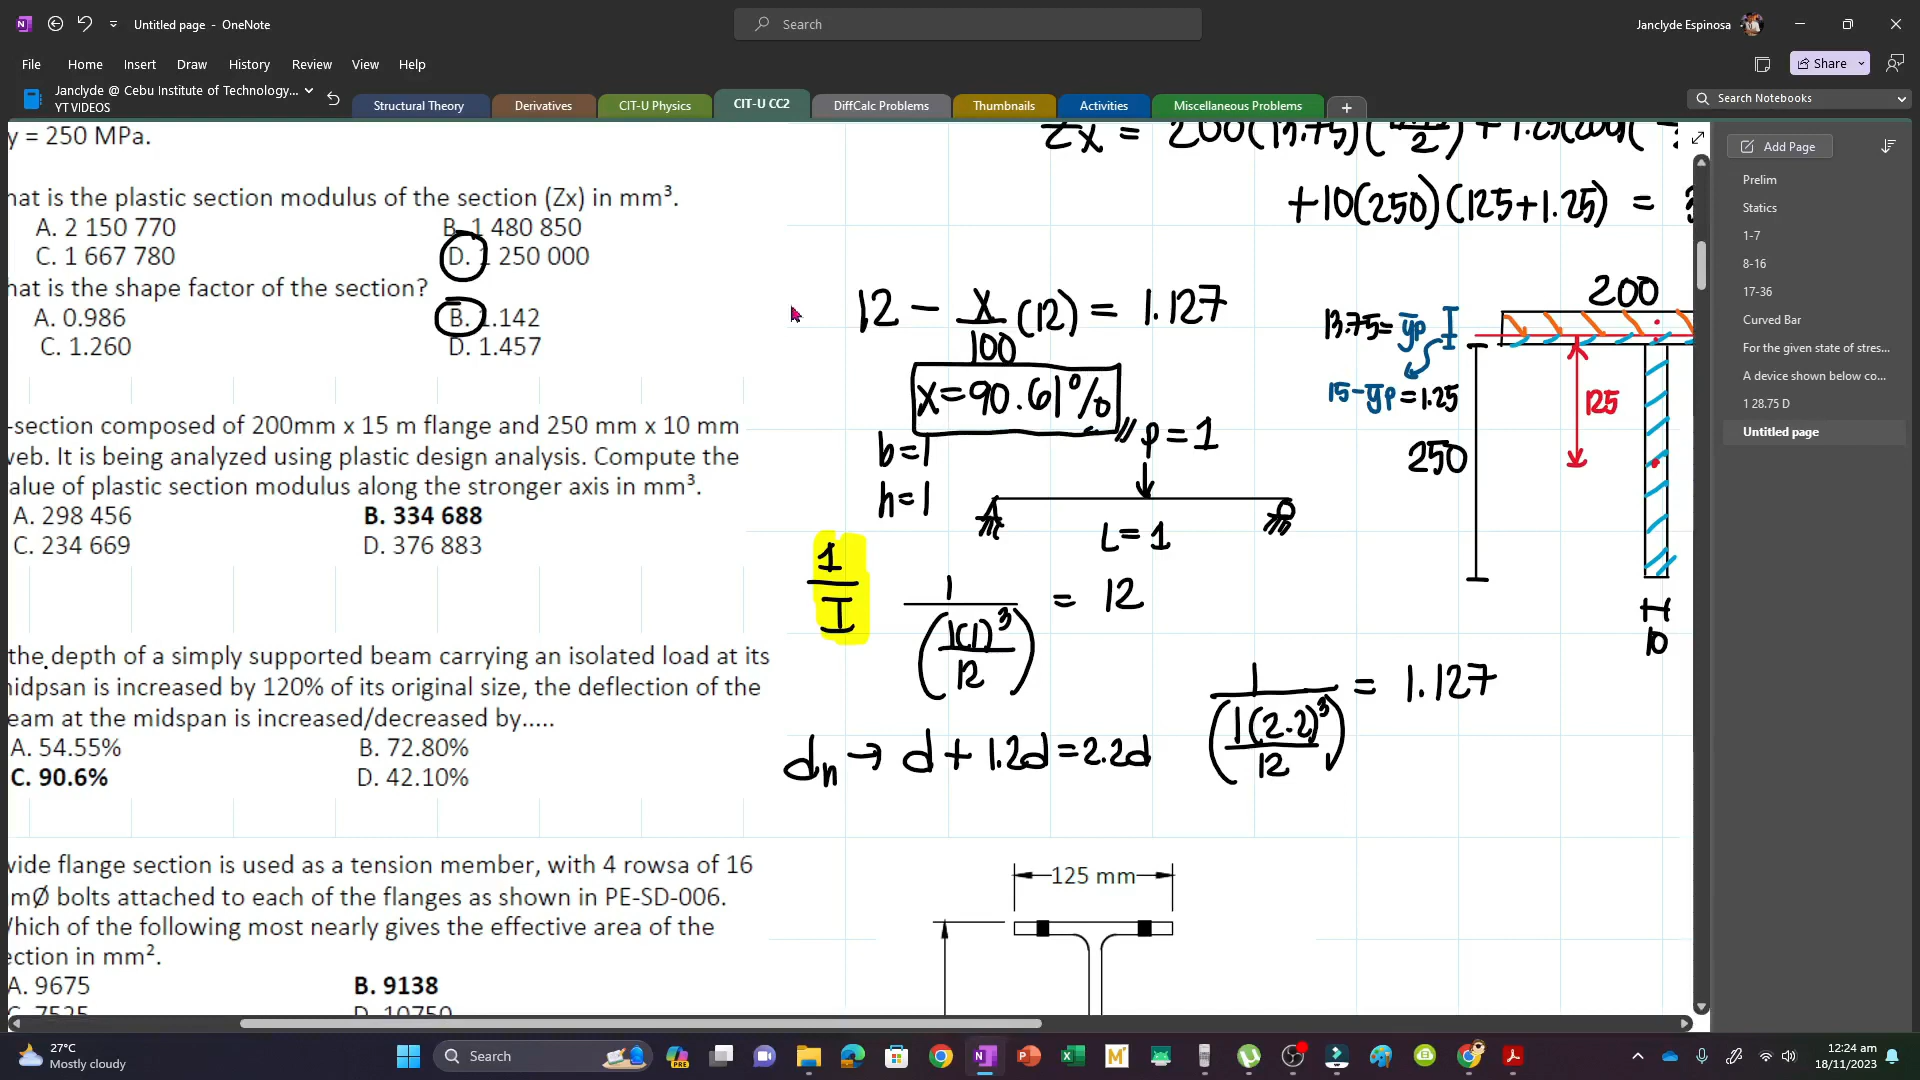 Untitled page - OneNote
Search
Janclyde Espinosa
File Home Insert Draw History Review View Help
Share
Janclyde @ Cebu Institute of Technology...
YT VIDEOS
Structural Theory
Derivatives
CIT-U Physics
CIT-U CC2
DiffCalc Problems
Thumbnails
Activities
Miscellaneous Problems
Search Notebooks
Add Page
Prelim
Statics
1-7
8-16
17-36
Curved Bar
For the given state of stres...
A device shown below co...
1 28.75 D
Untitled page
y = 250 MPa.
hat is the plastic section modulus of the section (Zx) in mm³.
A. 2 150 770
B. 1 480 850
C. 1 667 780
D. 1 250 000
hat is the shape factor of the section?
A. 0.986
B. 1.142
C. 1.260
D. 1.457
-section composed of 200mm x 15 m flange and 250 mm x 10 mm
veb. It is being analyzed using plastic design analysis. Compute the
alue of plastic section modulus along the stronger axis in mm³.
A. 298 456
B. 334 688
C. 234 669
D. 376 883
the depth of a simply supported beam carrying an isolated load at its
nidpsan is increased by 120% of its original size, the deflection of the
eam at the midspan is increased/decreased by.....
A. 54.55%
B. 72.80%
C. 90.6%
D. 42.10%
vide flange section is used as a tension member, with 4 rowsa of 16
mØ bolts attached to each of the flanges as shown in PE-SD-006.
Which of the following most nearly gives the effective area of the
ection in mm².
A. 9675
B. 9138
C. 7525
D. 10750
Zx = 200(13.75)(
2
) + 1.25(200)(
+10(250)(125+1.25) =
12 - x/100 (12) = 1.127
x=90.61%
b=1
h=1
P=1
L=1
1/I
1/(1(1)³/12) = 12
dn → d + 1.2d = 2.2d
1/(1(2.2)³/12) = 1.127
200
13.75= yp
15-yp =1.25
125
250
10
125 mm
27°C
Mostly cloudy
Search
PRE
12:24 am
18/11/2023